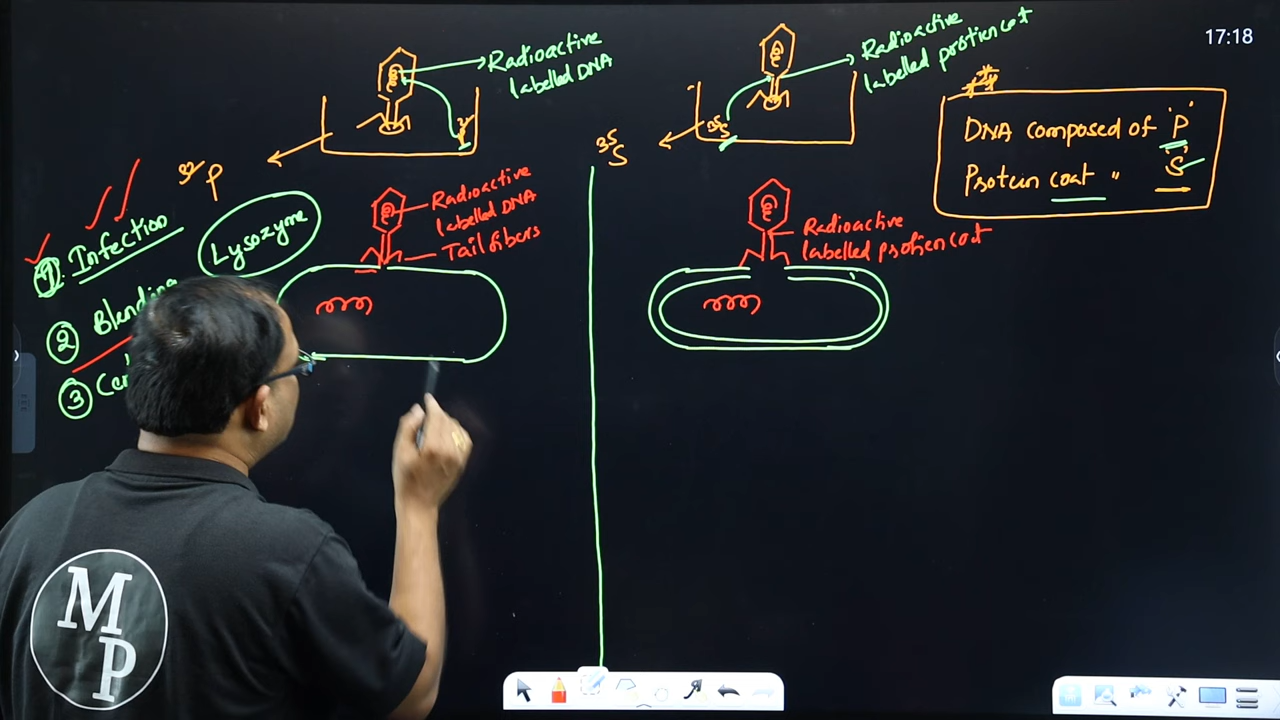 17:18
Radioactive
labelled DNA
Radioactive
labelled protien coat
35S
DNA composed of 'P'
Protein coat " 'S'
32P
35S
① Infection
Lysozyme
②
③
Radioactive
labelled DNA
Tail fibers
Radioactive
labelled protien coat
M
P